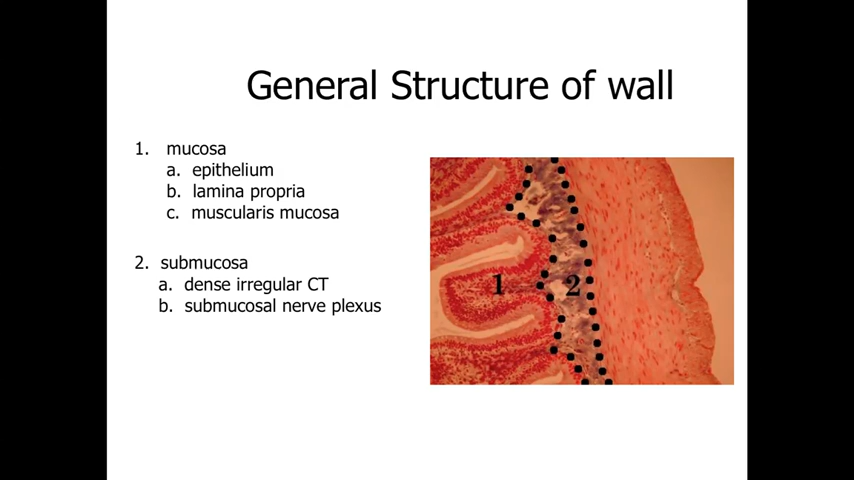 General Structure of wall
1. mucosa
a. epithelium
b. lamina propria
c. muscularis mucosa
2. submucosa
a. dense irregular CT
b. submucosal nerve plexus
1 2